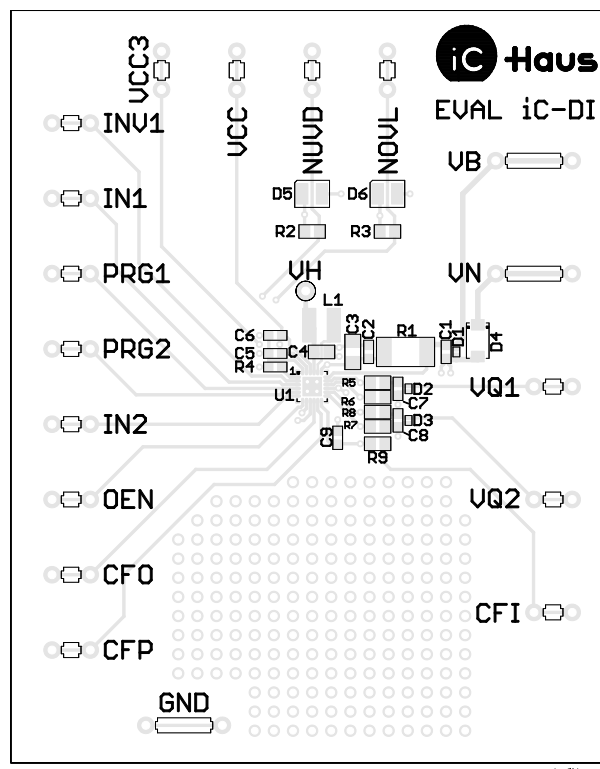 iC Haus
EVAL iC-DI
VCC3
VCC
NUVD
NOVL
INV1
VB
IN1
D5
D6
R2
R3
PRG1
VH
VN
L1
C6
C5
R4
C4
C3
C2
R1
C1
D1
D4
PRG2
1
U1
R5
D2
C7
VQ1
R6
R8
R7
D3
C8
IN2
C9
R9
OEN
VQ2
CFO
CFI
CFP
GND